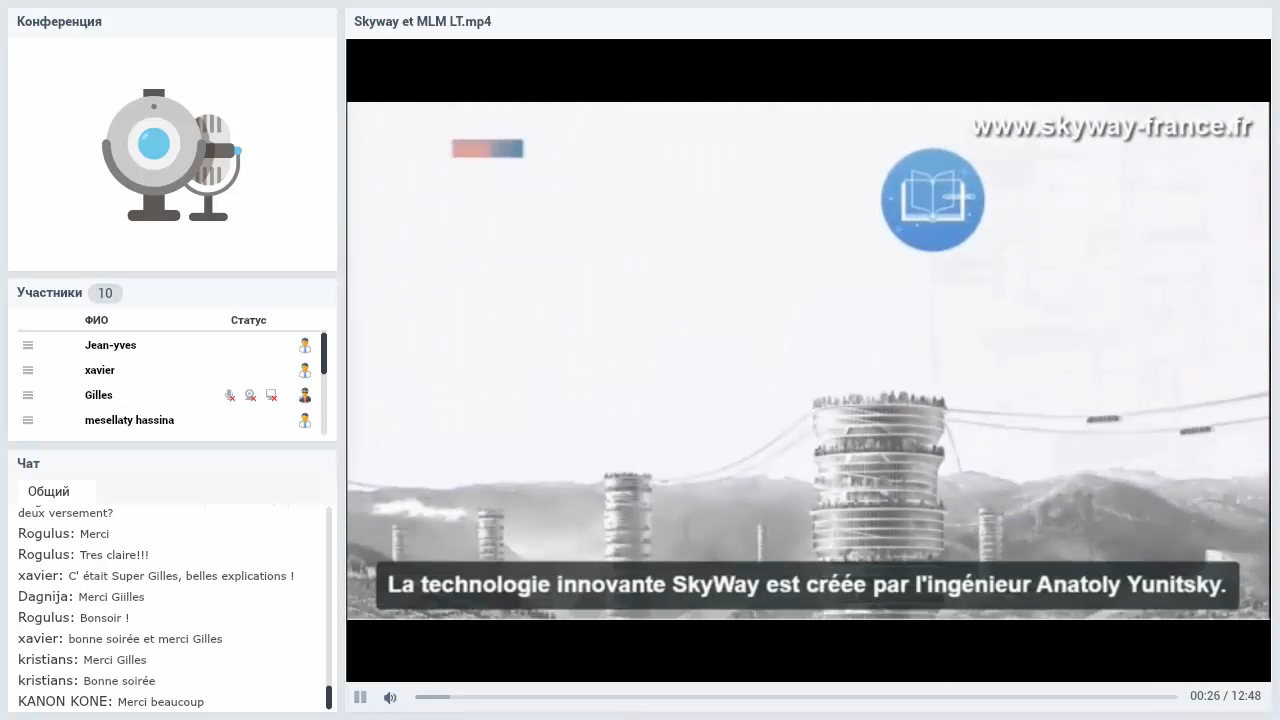 Конференция
Участники 10
ФИО Статус
Jean-yves
xavier
Gilles
mesellaty hassina
Чат
Общий
deux versement?
Rogulus: Merci
Rogulus: Tres claire!!!
xavier: C' était Super Gilles, belles explications !
Dagnija: Merci Giilles
Rogulus: Bonsoir !
xavier: bonne soirée et merci Gilles
kristians: Merci Gilles
kristians: Bonne soirée
KANON KONE: Merci beaucoup
Skyway et MLM LT.mp4
www.skyway-france.fr
La technologie innovante SkyWay est créée par l'ingénieur Anatoly Yunitsky.
00:26 / 12:48